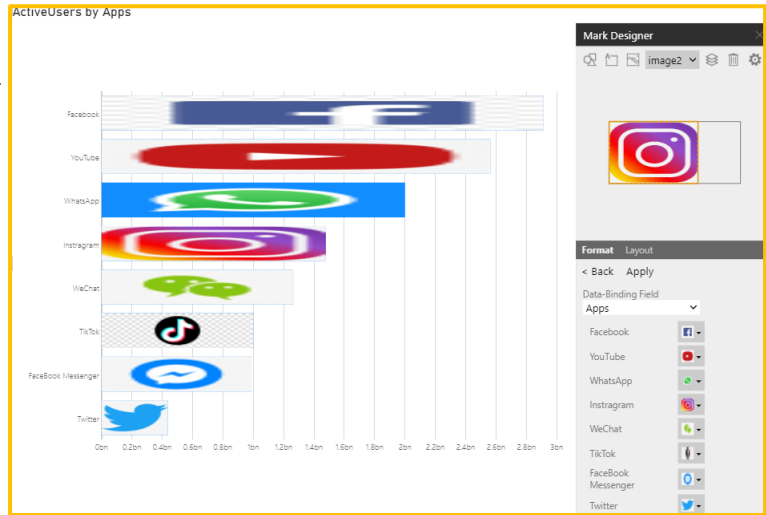 ActiveUsers by Apps
Mark Designer
image2
Facebook
YouTube
WhatsApp
Instragram
WeChat
TikTok
FaceBook Messenger
Twitter
0bn 0.2bn 0.4bn 0.6bn 0.8bn 1bn 1.2bn 1.4bn 1.6bn 1.8bn 2bn 2.2bn 2.4bn 2.6bn 2.8bn 3bn
Format Layout
< Back Apply
Data-Binding Field
Apps
Facebook
YouTube
WhatsApp
Instragram
WeChat
TikTok
FaceBook
Messenger
Twitter